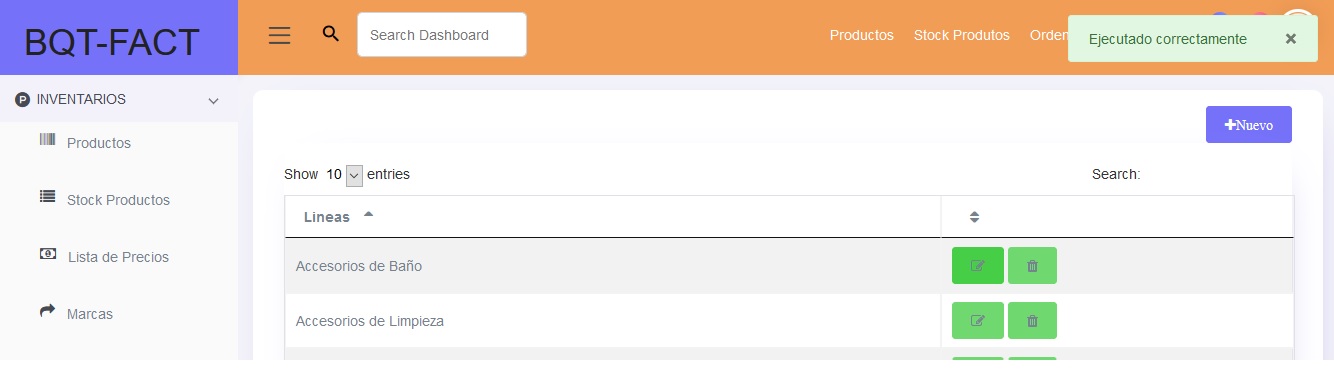 BQT-FACT
Search Dashboard
Productos Stock Produtos Orden
Ejecutado correctamente ×
P INVENTARIOS
Productos
Stock Productos
Lista de Precios
Marcas
+Nuevo
Show 10 entries
Search:
Lineas
Accesorios de Baño
Accesorios de Limpieza